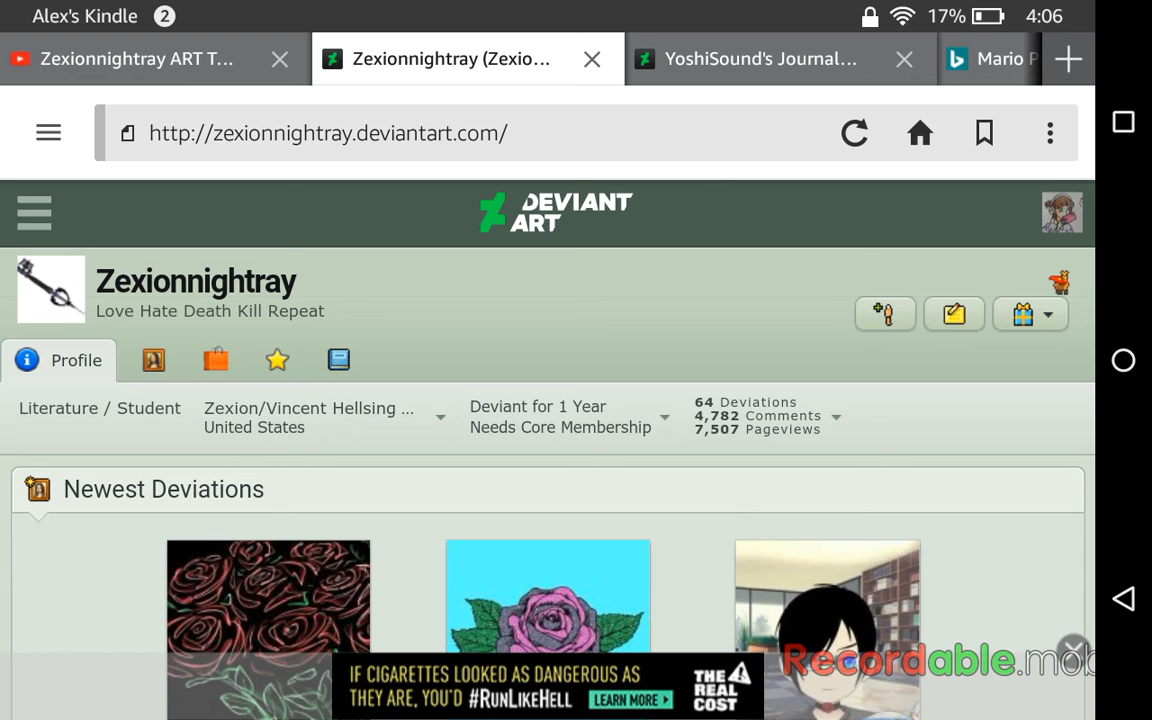 Alex's Kindle 2 17% 4:06
Zexionnightray ART T... Zexionnightray (Zexio... YoshiSound's Journal... Mario P
http://zexionnightray.deviantart.com/
DEVIANT
ART
Zexionnightray
Love Hate Death Kill Repeat
Profile
Literature / Student
Zexion/Vincent Hellsing ...
United States
Deviant for 1 Year
Needs Core Membership
64 Deviations
4,782 Comments
7,507 Pageviews
Newest Deviations
IF CIGARETTES LOOKED AS DANGEROUS AS
THEY ARE, YOU'D #RUNLIKEHELL LEARN MORE
THE
REAL
COST
Recordable.mob